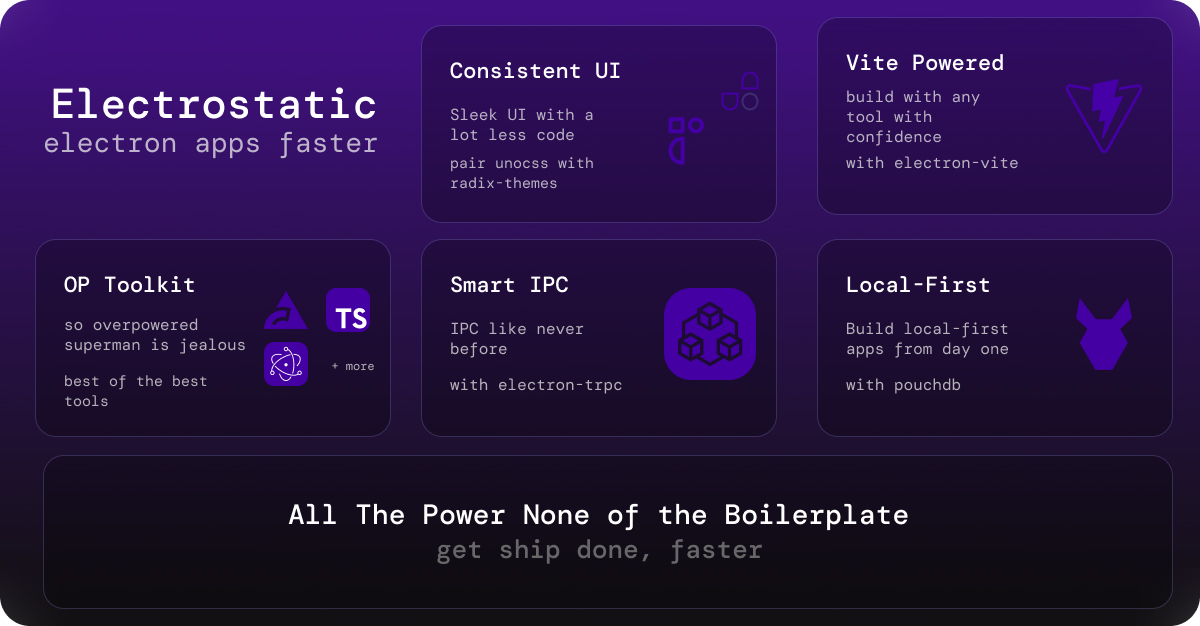 Electrostatic
electron apps faster
Consistent UI
Sleek UI with a
lot less code
pair unocss with
radix-themes
Vite Powered
build with any
tool with
confidence
with electron-vite
OP Toolkit
so overpowered
superman is jealous
best of the best
tools
TS
+ more
Smart IPC
IPC like never
before
with electron-trpc
Local-First
Build local-first
apps from day one
with pouchdb
All The Power None of the Boilerplate
get ship done, faster